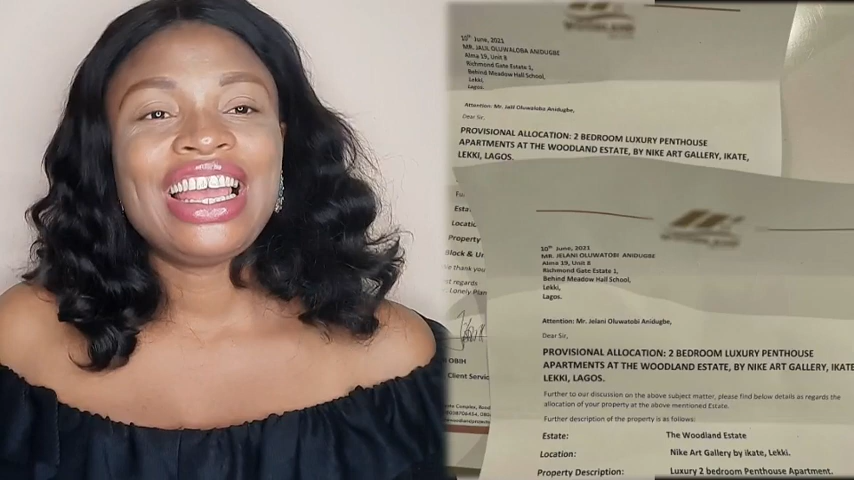 WOODLAND
10th June, 2021
MR. JALIL OLUWALOBA ANIDUGBE
Alma 19, Unit 8
Richmond Gate Estate 1,
Behind Meadow Hall School,
Lekki,
Lagos.
Attention: Mr. Jalil Oluwaloba Anidugbe,
Dear Sir,
PROVISIONAL ALLOCATION: 2 BEDROOM LUXURY PENTHOUSE
APARTMENTS AT THE WOODLAND ESTATE, BY NIKE ART GALLERY, IKATE,
LEKKI, LAGOS.
Esta
Locatic
Property
Block & Un
thank you
st regards
Lonely Plan
OBIH
Client Servic
10th June, 2021
MR. JELANI OLUWATOBI ANIDUGBE
Alma 19, Unit 8
Richmond Gate Estate 1,
Behind Meadow Hall School,
Lekki,
Lagos.
Attention: Mr. Jelani Oluwatobi Anidugbe,
Dear Sir,
PROVISIONAL ALLOCATION: 2 BEDROOM LUXURY PENTHOUSE
APARTMENTS AT THE WOODLAND ESTATE, BY NIKE ART GALLERY, IKATE
LEKKI, LAGOS.
Further to our discussion on the above subject matter, please find below details as regards the
allocation of your property at the above mentioned Estate.
Further description of the property is as follows:
Estate: The Woodland Estate
Location: Nike Art Gallery by ikate, Lekki.
Property Description: Luxury 2 bedroom Penthouse Apartment.